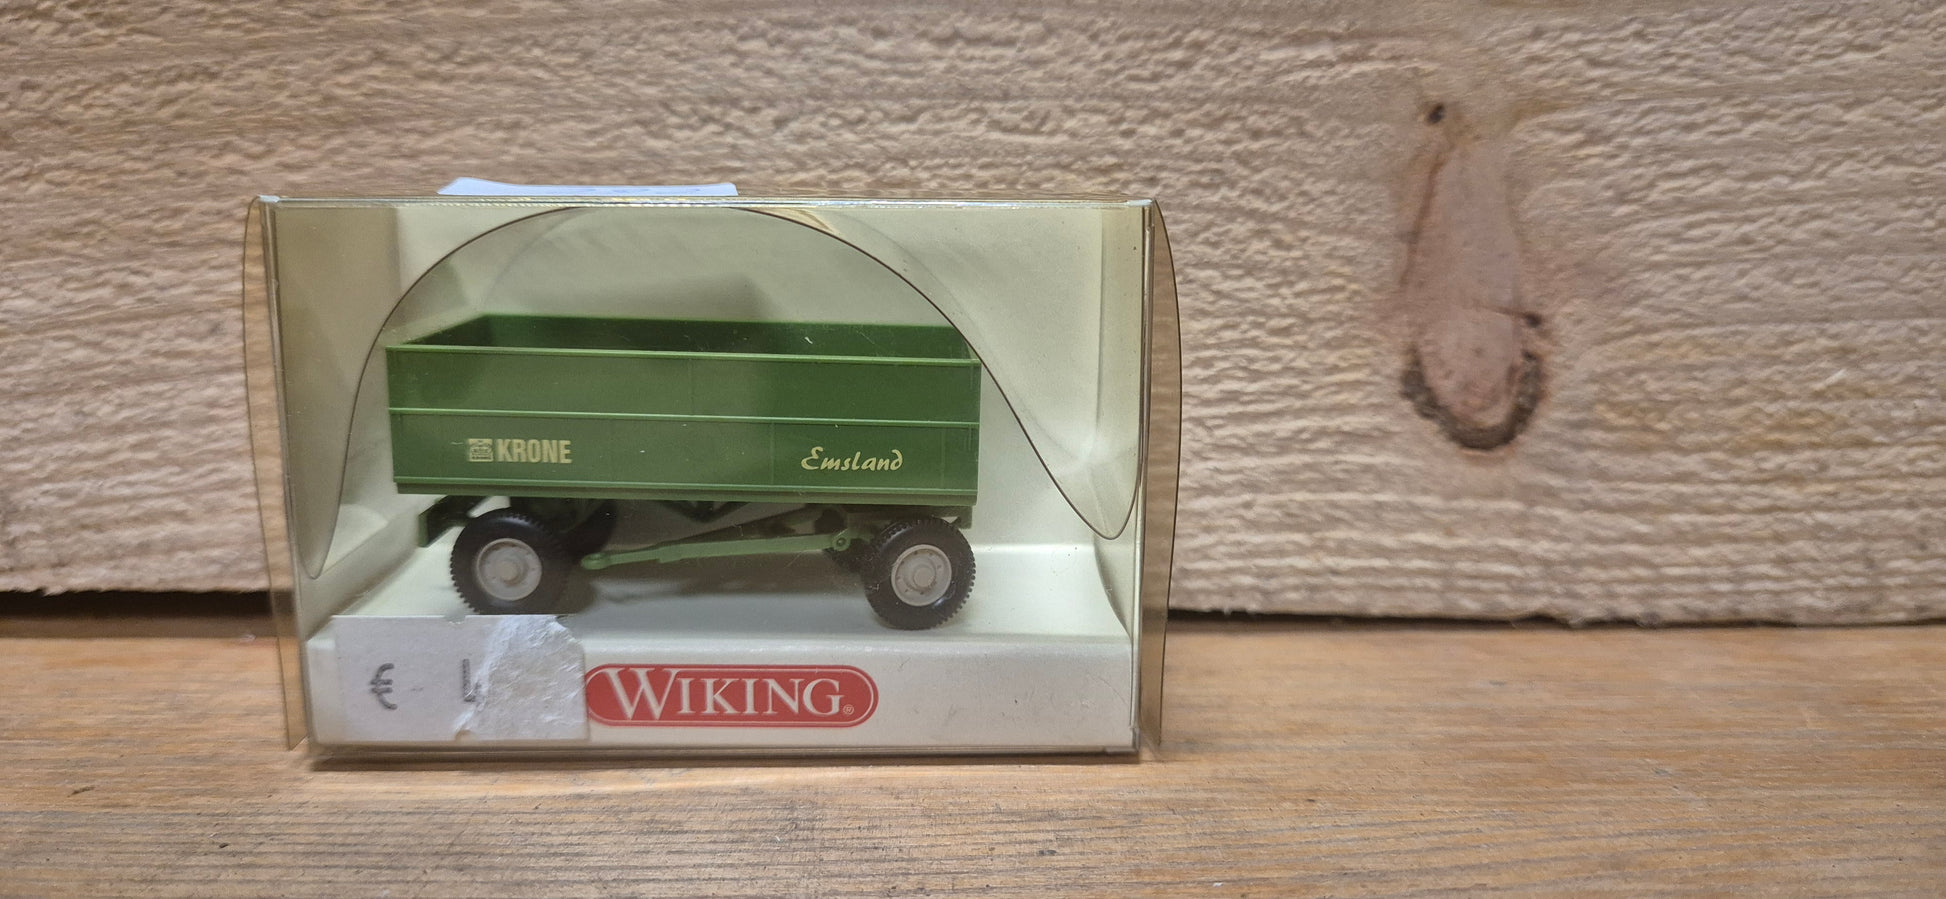 KRONE
Emsland
WIKING®
€